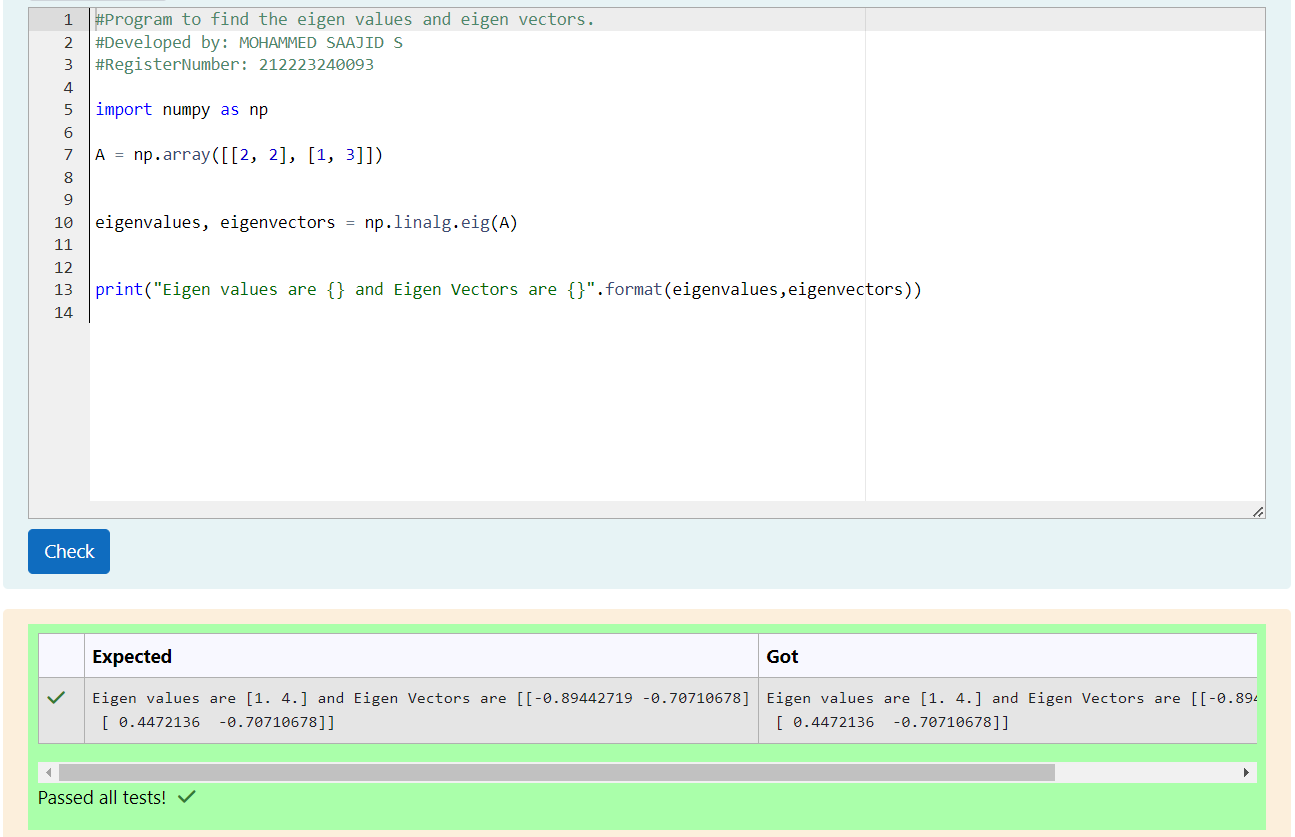 1 #Program to find the eigen values and eigen vectors.
2 #Developed by: MOHAMMED SAAJID S
3 #RegisterNumber: 212223240093
4
5 import numpy as np
6
7 A = np.array([[2, 2], [1, 3]])
8
9
10 eigenvalues, eigenvectors = np.linalg.eig(A)
11
12
13 print("Eigen values are {} and Eigen Vectors are {}".format(eigenvalues,eigenvectors))
14
Check
Expected Got
Eigen values are [1. 4.] and Eigen Vectors are [[-0.89442719 -0.70710678] Eigen values are [1. 4.] and Eigen Vectors are [[-0.894
[ 0.4472136  -0.70710678]] [ 0.4472136  -0.70710678]]
Passed all tests!